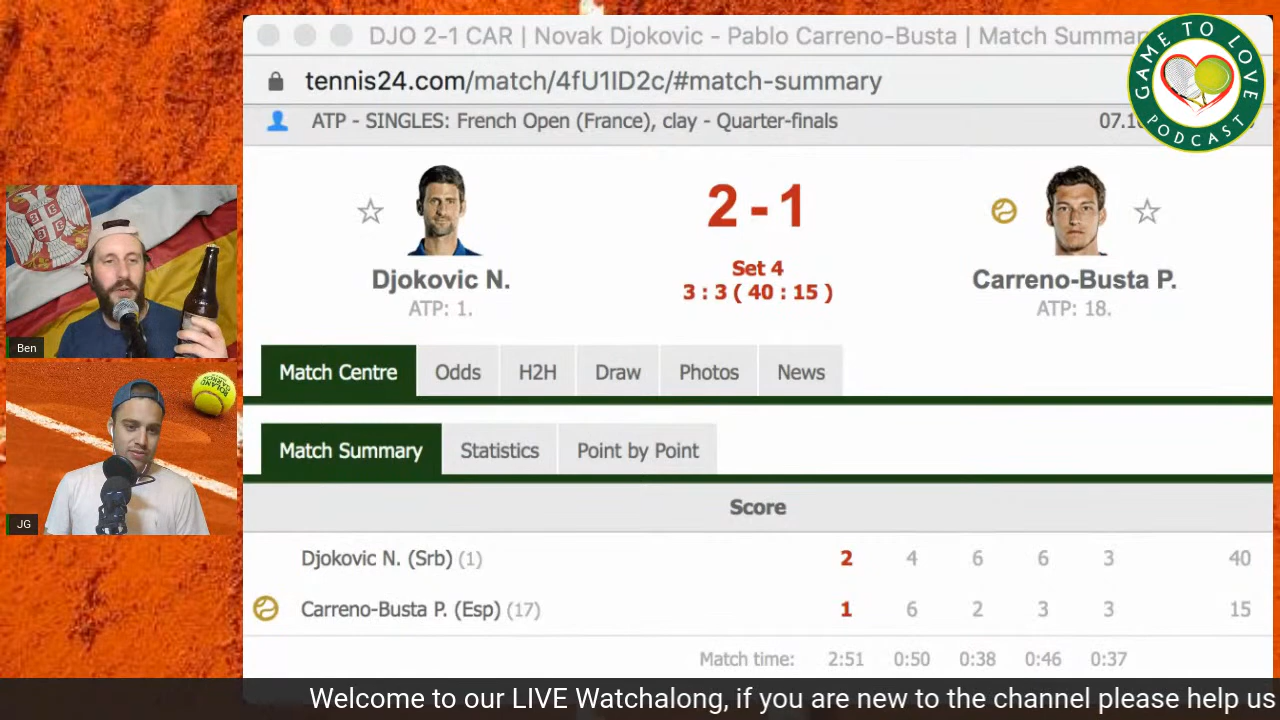 DJO 2-1 CAR | Novak Djokovic - Pablo Carreno-Busta | Match Summar
GAME TO LOVE PODCAST
tennis24.com/match/4fU1ID2c/#match-summary
ATP - SINGLES: French Open (France), clay - Quarter-finals
2 - 1
Set 4
3 : 3 ( 40 : 15 )
Djokovic N.
ATP: 1.
Carreno-Busta P.
ATP: 18.
Match Centre Odds H2H Draw Photos News
Match Summary Statistics Point by Point
Score
Djokovic N. (Srb) (1) 2 4 6 6 3 40
Carreno-Busta P. (Esp) (17) 1 6 2 3 3 15
Match time: 2:51 0:50 0:38 0:46 0:37
Ben
ROLAND GARROS
JG
Welcome to our LIVE Watchalong, if you are new to the channel please help us